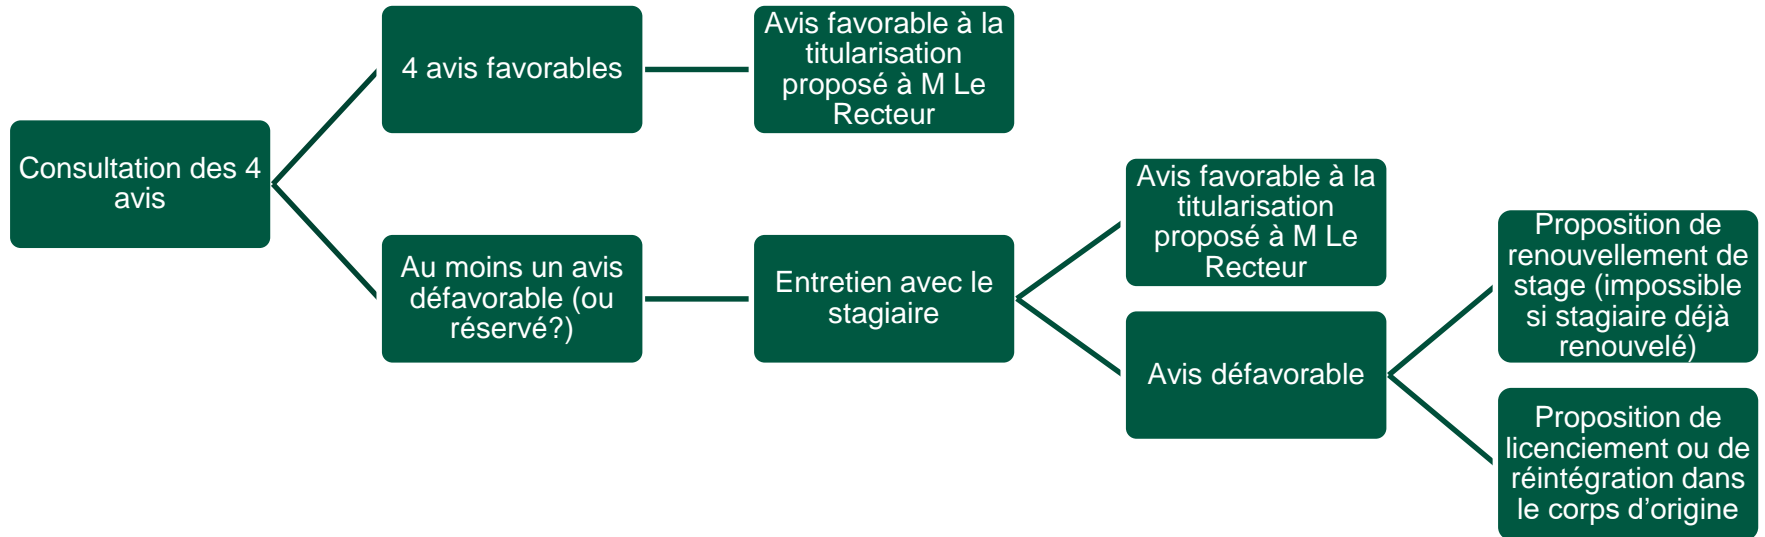 Consultation des 4
avis
4 avis favorables
Avis favorable à la
titularisation
proposé à M Le
Recteur
Au moins un avis
défavorable (ou
réservé?)
Entretien avec le
stagiaire
Avis favorable à la
titularisation
proposé à M Le
Recteur
Avis défavorable
Proposition de
renouvellement de
stage (impossible
si stagiaire déjà
renouvelé)
Proposition de
licenciement ou de
réintégration dans
le corps d’origine